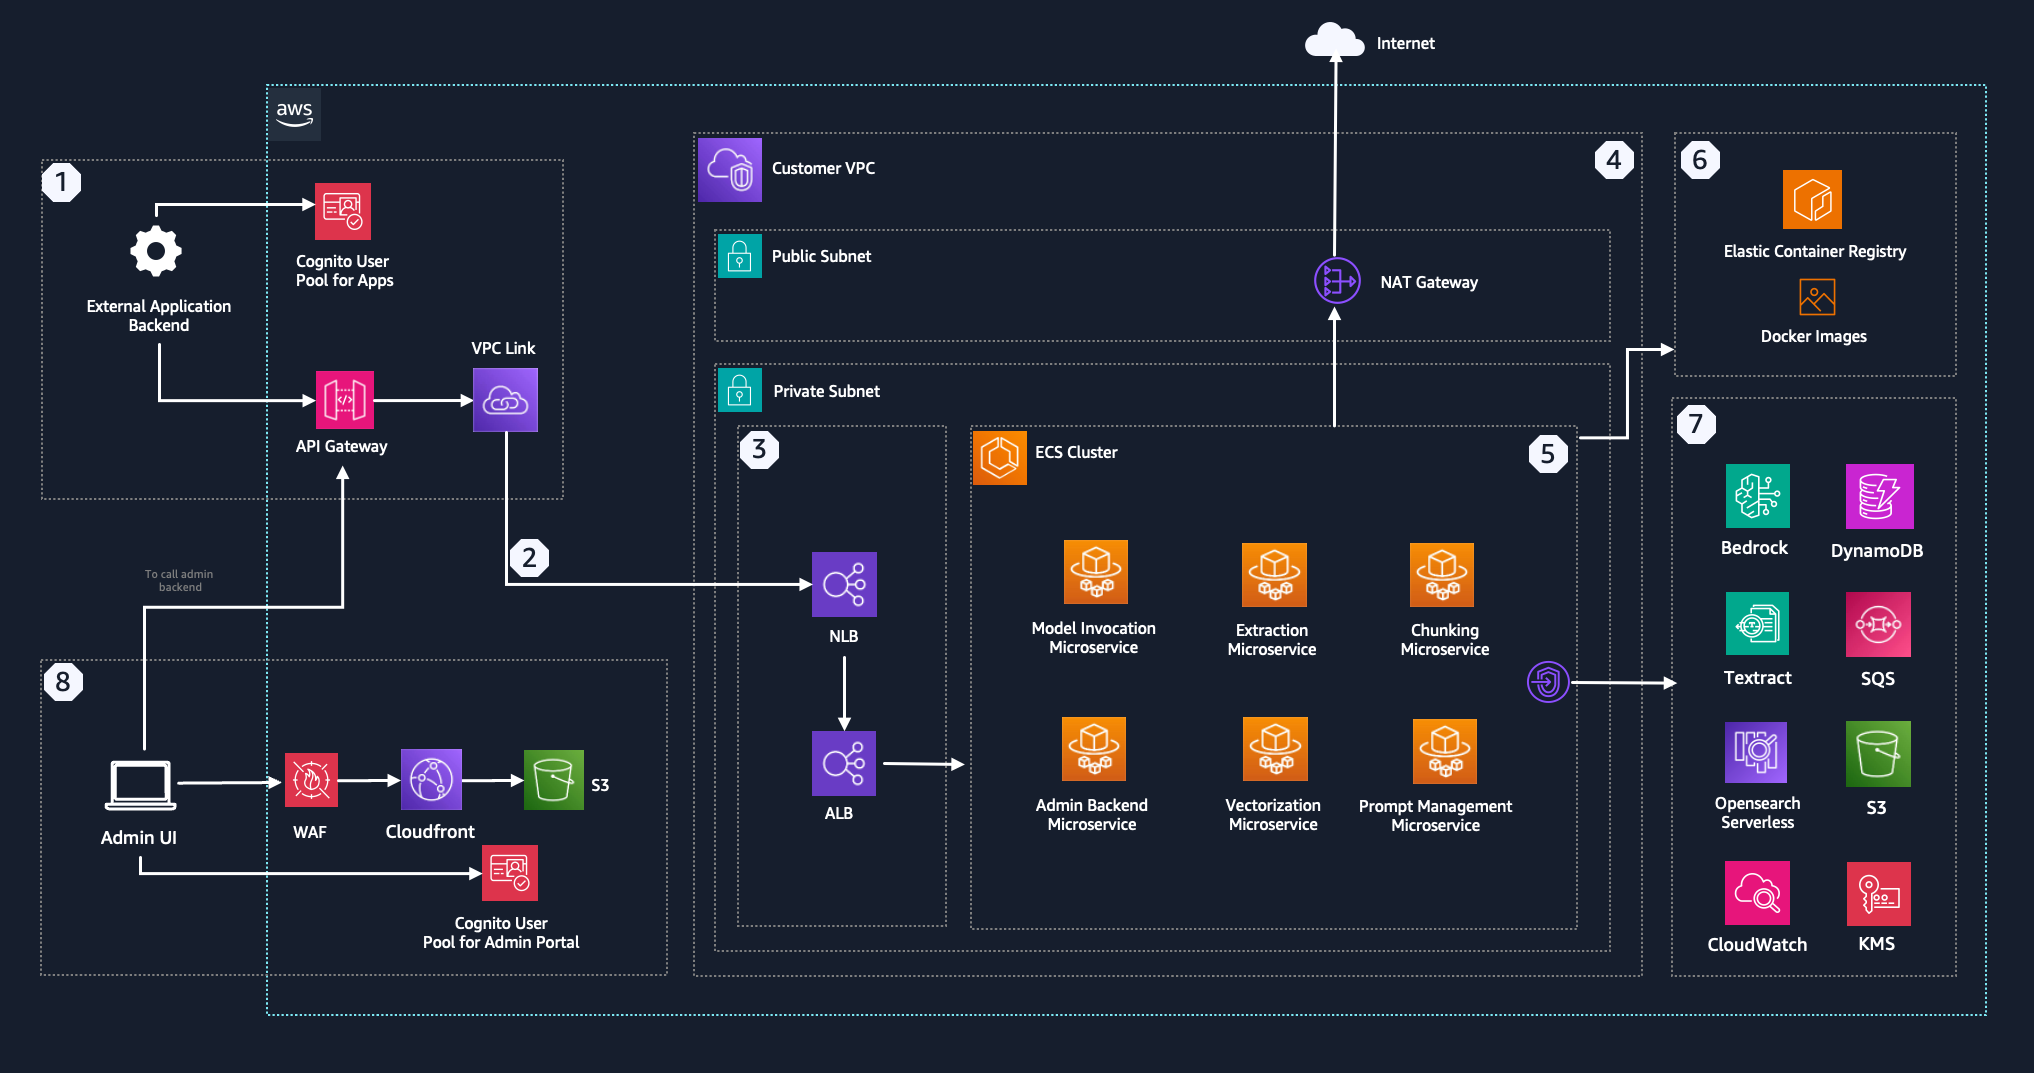 Internet
aws
1
Cognito User
Pool for Apps
External Application
Backend
VPC Link
API Gateway
2
To call admin
backend
8
Admin UI
WAF
Cloudfront
S3
Cognito User
Pool for Admin Portal
Customer VPC
4
Public Subnet
NAT Gateway
Private Subnet
3
NLB
ALB
ECS Cluster
5
Model Invocation
Microservice
Extraction
Microservice
Chunking
Microservice
Admin Backend
Microservice
Vectorization
Microservice
Prompt Management
Microservice
6
Elastic Container Registry
Docker Images
7
Bedrock
DynamoDB
Textract
SQS
Opensearch
Serverless
S3
CloudWatch
KMS